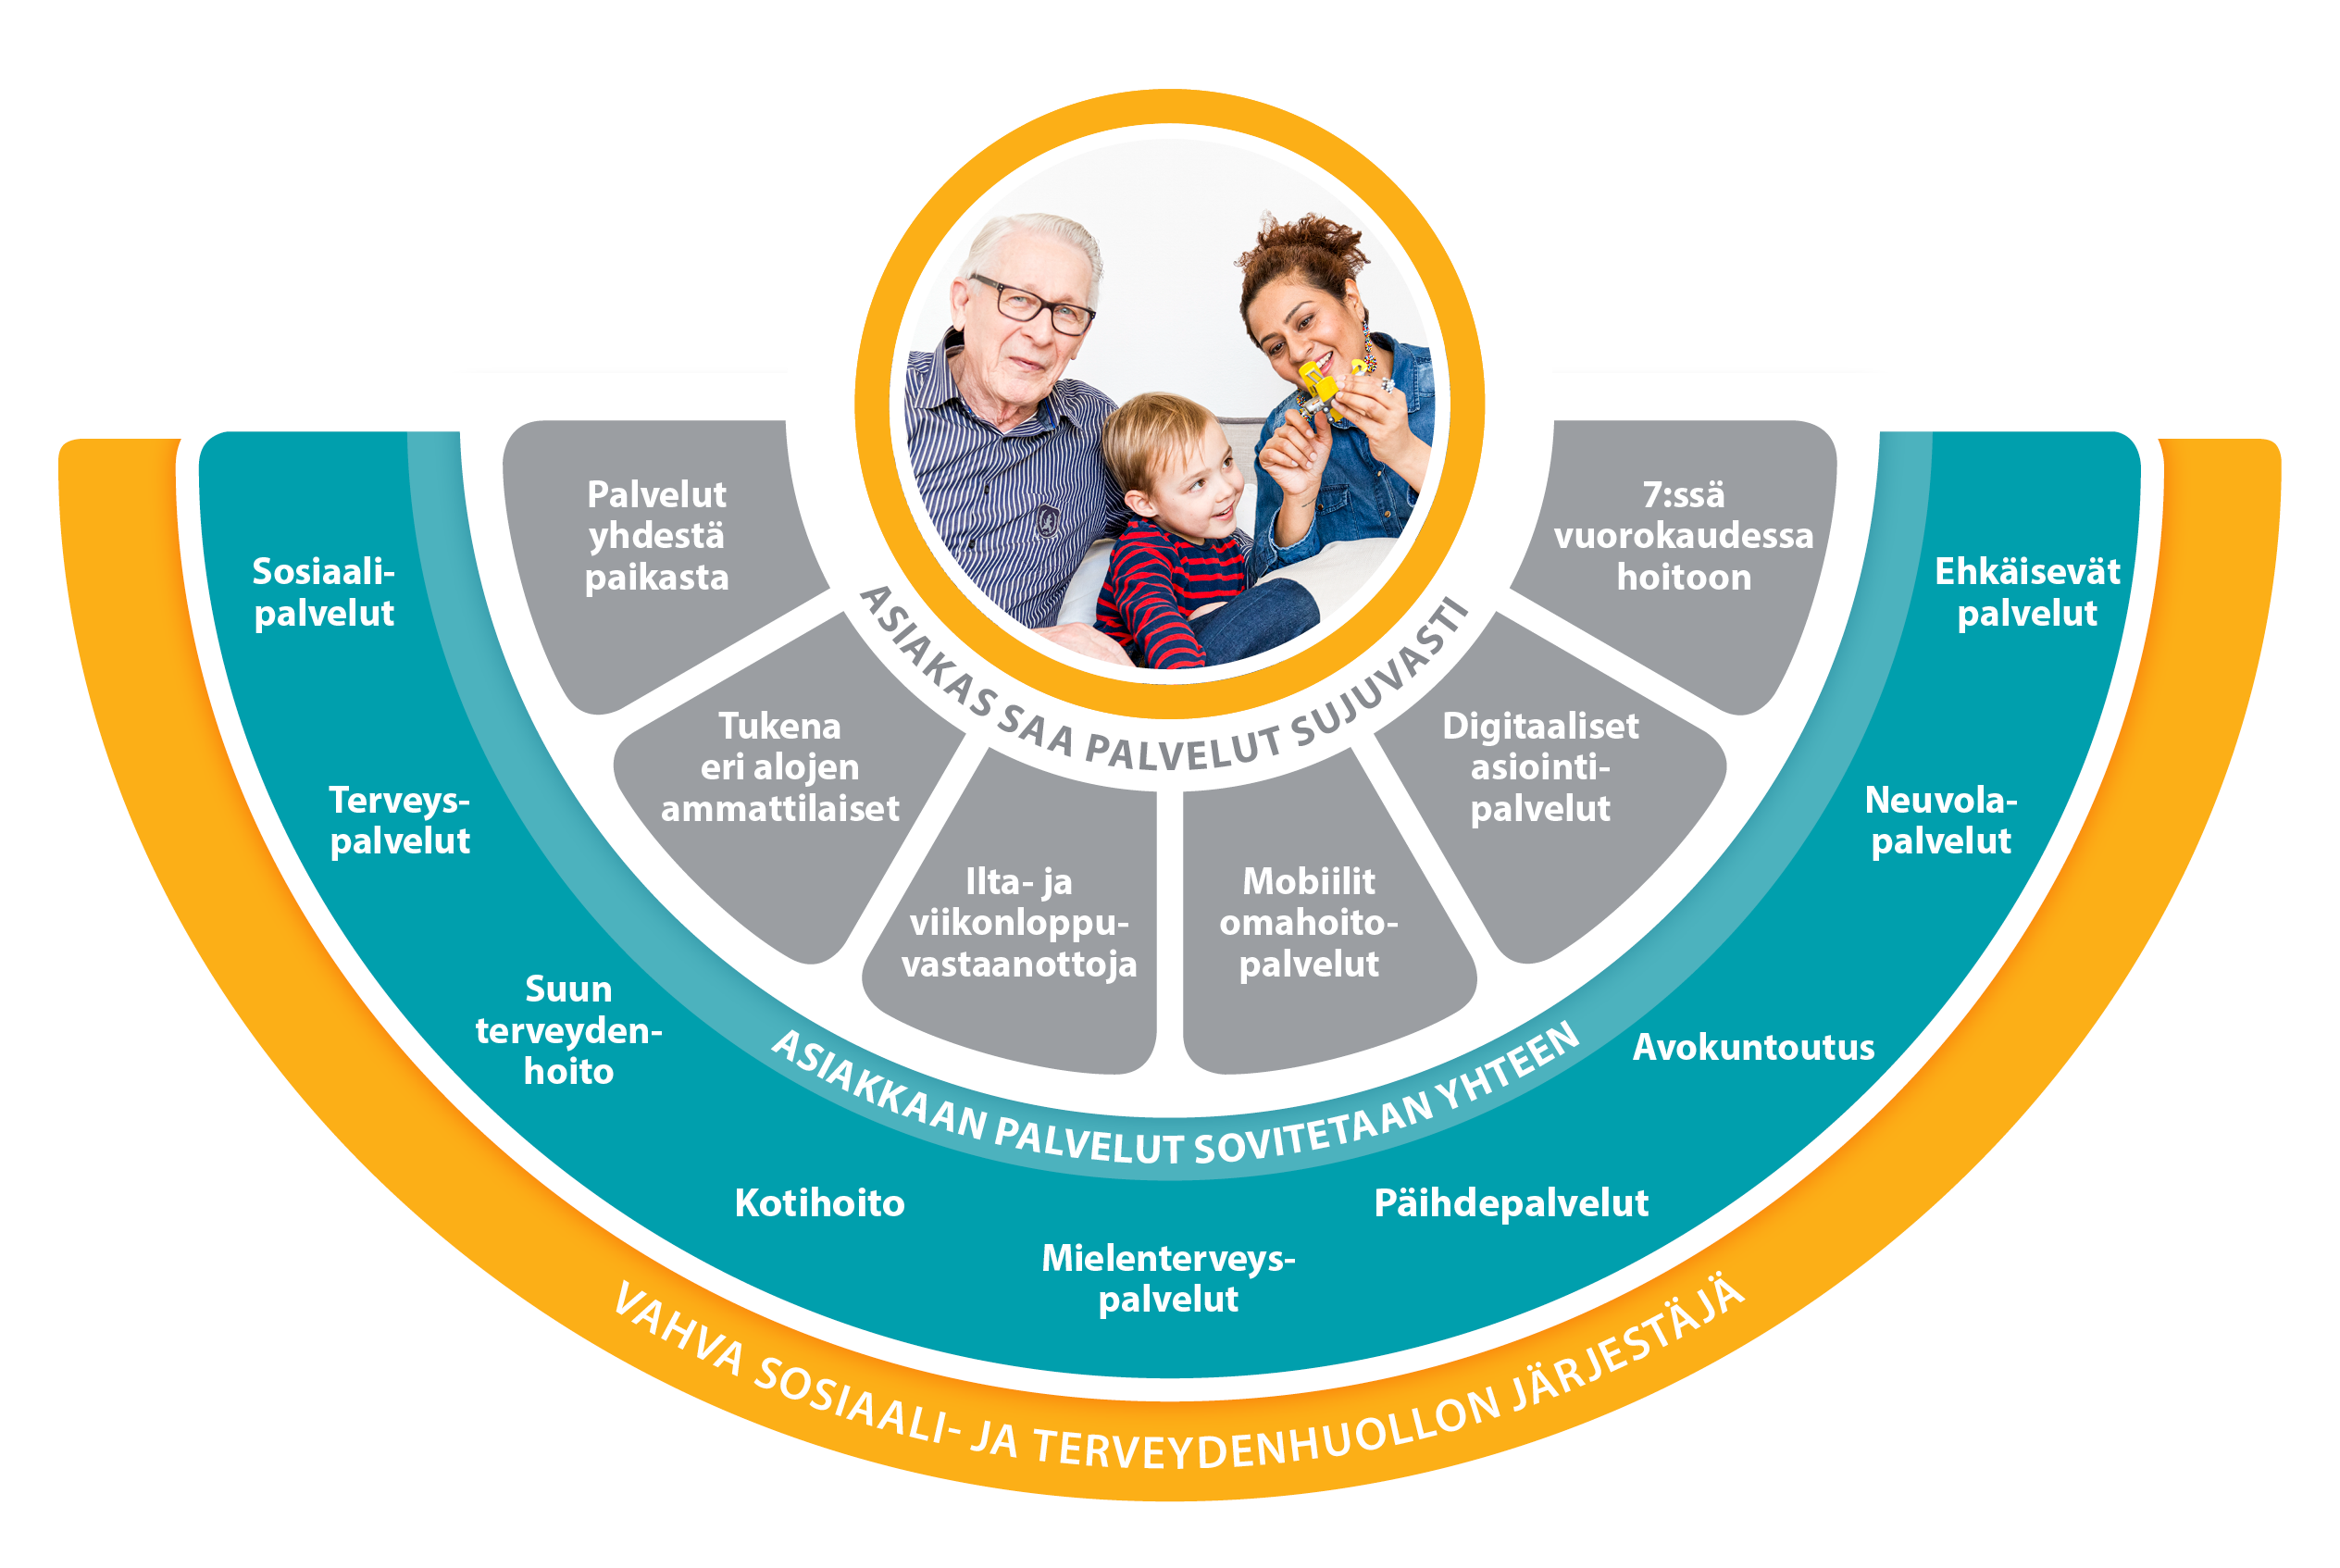 ASIAKAS SAA PALVELUT SUJUVASTI
Palvelut
yhdestä
paikasta
Tukena
eri alojen
ammattilaiset
Ilta- ja
viikonloppu-
vastaanottoja
Mobiilit
omahoito-
palvelut
Digitaaliset
asiointi-
palvelut
7:ssä
vuorokaudessa
hoitoon
ASIAKKAAN PALVELUT SOVITETAAN YHTEEN
Sosiaali-
palvelut
Terveys-
palvelut
Suun
terveyden-
hoito
Kotihoito
Mielenterveys-
palvelut
Päihdepalvelut
Avokuntoutus
Neuvola-
palvelut
Ehkäisevät
palvelut
VAHVA SOSIAALI- JA TERVEYDENHUOLLON JÄRJESTÄJÄ